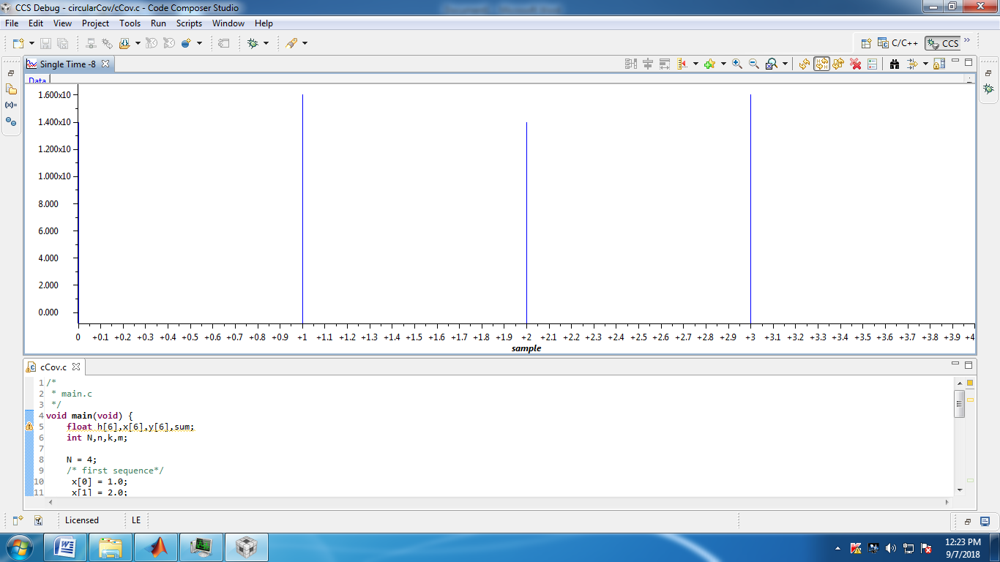 CCS Debug - circularCov/cCov.c - Code Composer Studio
File Edit View Project Tools Run Scripts Window Help
C/C++ CCS »
Single Time -8
Data
1.600x10
1.400x10
1.200x10
1.000x10
8.000
6.000
4.000
2.000
0.000
0 +0.1 +0.2 +0.3 +0.4 +0.5 +0.6 +0.7 +0.8 +0.9 +1 +1.1 +1.2 +1.3 +1.4 +1.5 +1.6 +1.7 +1.8 +1.9 +2 +2.1 +2.2 +2.3 +2.4 +2.5 +2.6 +2.7 +2.8 +2.9 +3 +3.1 +3.2 +3.3 +3.4 +3.5 +3.6 +3.7 +3.8 +3.9 +4
sample
cCov.c
1 /*
2 * main.c
3 */
4 void main(void) {
5 float h[6],x[6],y[6],sum;
6 int N,n,k,m;
7
8 N = 4;
9 /* first sequence*/
10 x[0] = 1.0;
11 x[1] = 2.0;
Licensed LE
12:23 PM
9/7/2018